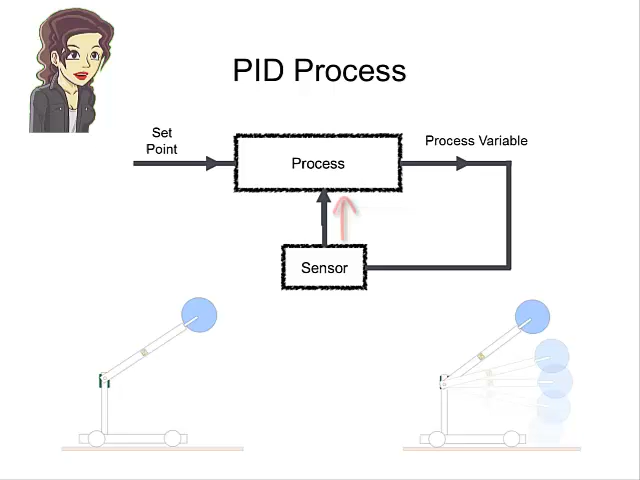 PID Process
Set
Point
Process
Process Variable
Sensor